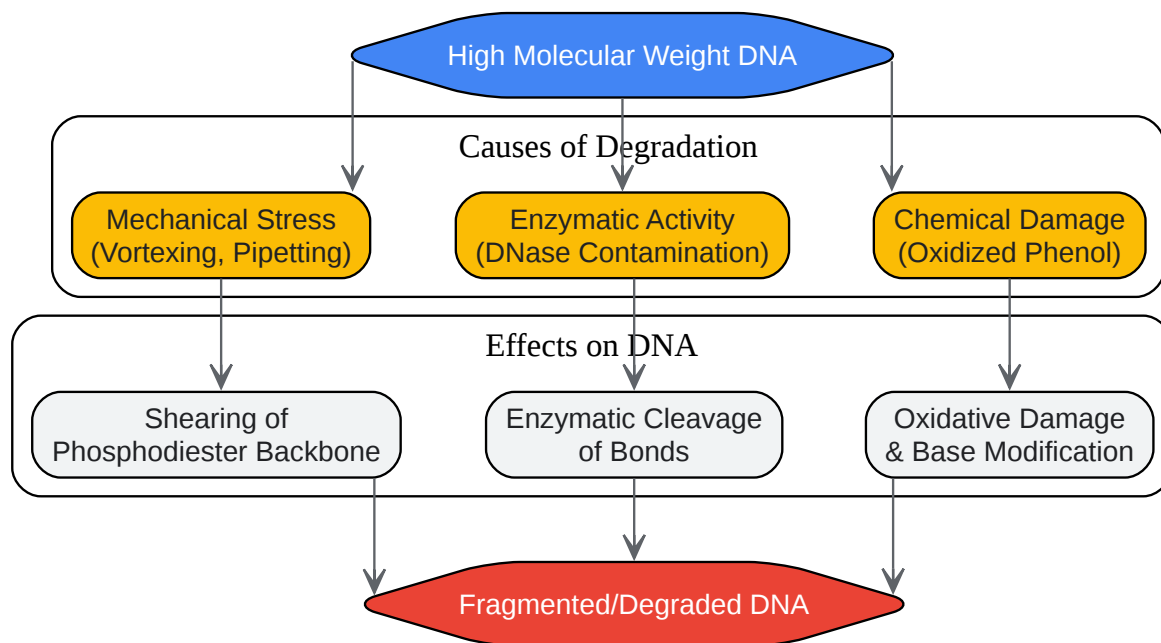 High Molecular Weight DNA
Causes of Degradation
Mechanical Stress
(Vortexing, Pipetting)
Enzymatic Activity
(DNase Contamination)
Chemical Damage
(Oxidized Phenol)
Effects on DNA
Shearing of
Phosphodiester Backbone
Enzymatic Cleavage
of Bonds
Oxidative Damage
& Base Modification
Fragmented/Degraded DNA